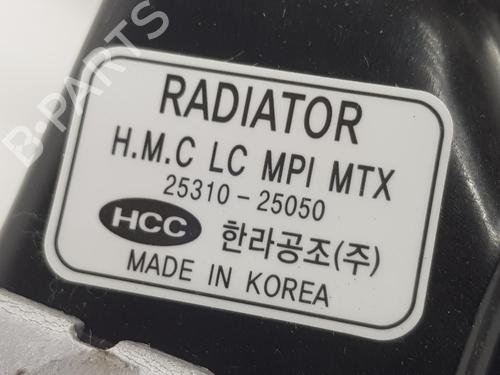 RADIATOR
H.M.C LC MPI MTX
25310-25050
HCC 한라공조(주)
MADE IN KOREA
B-PARTS